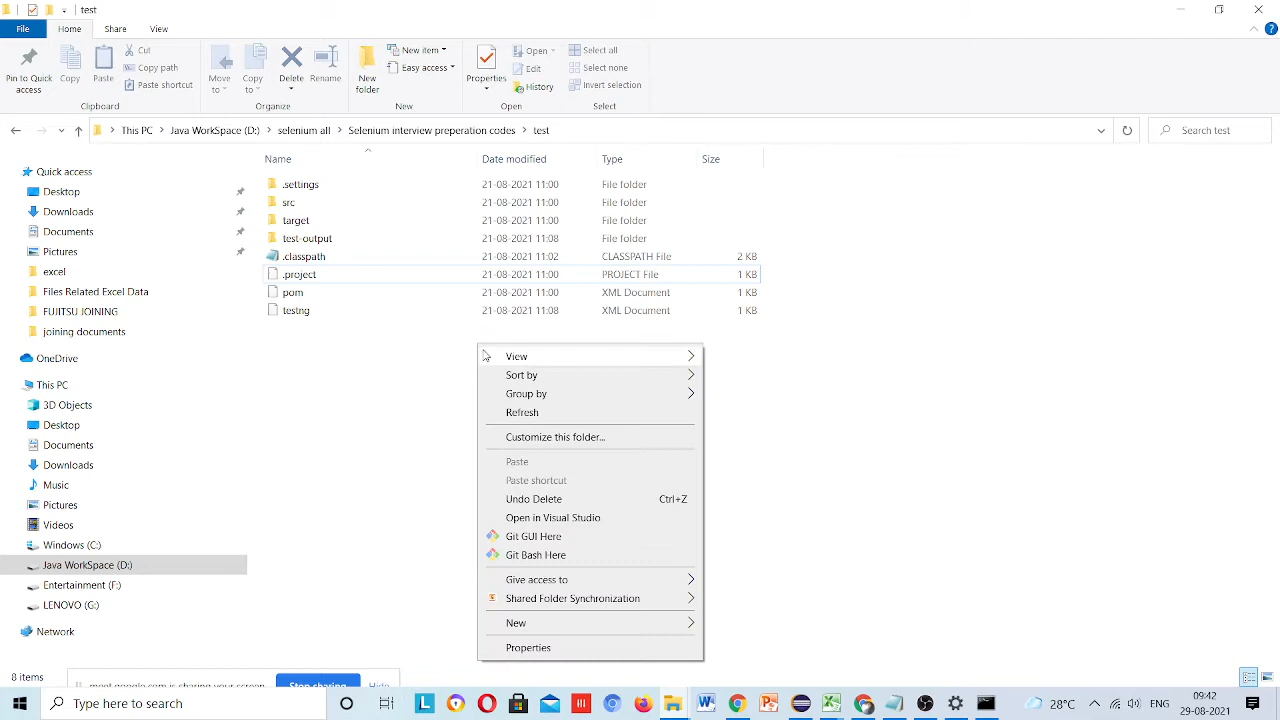 test
File Home Share View
Pin to Quick access
Copy
Paste
Cut
Copy path
Paste shortcut
Clipboard
Move to
Copy to
Delete
Rename
Organize
New folder
New item
Easy access
New
Properties
Open
Edit
History
Open
Select all
Select none
Invert selection
Select
This PC Java WorkSpace (D:) selenium all Selenium interview preperation codes test
Search test
Name Date modified Type Size
.settings 21-08-2021 11:00 File folder
src 21-08-2021 11:00 File folder
target 21-08-2021 11:00 File folder
test-output 21-08-2021 11:08 File folder
.classpath 21-08-2021 11:02 CLASSPATH File 2 KB
.project 21-08-2021 11:00 PROJECT File 1 KB
pom 21-08-2021 11:00 XML Document 1 KB
testng 21-08-2021 11:08 XML Document 1 KB
Quick access
Desktop
Downloads
Documents
Pictures
excel
Files Related Excel Data
FUJITSU JOINING
joining documents
OneDrive
This PC
3D Objects
Desktop
Documents
Downloads
Music
Pictures
Videos
Windows (C:)
Java WorkSpace (D:)
Entertainment (F:)
LENOVO (G:)
Network
View
Sort by
Group by
Refresh
Customize this folder...
Paste
Paste shortcut
Undo Delete Ctrl+Z
Open in Visual Studio
Git GUI Here
Git Bash Here
Give access to
Shared Folder Synchronization
New
Properties
8 items
meet.google.com is sharing your screen. Stop sharing Hide
Type here to search
28°C
ENG
09:42
29-08-2021